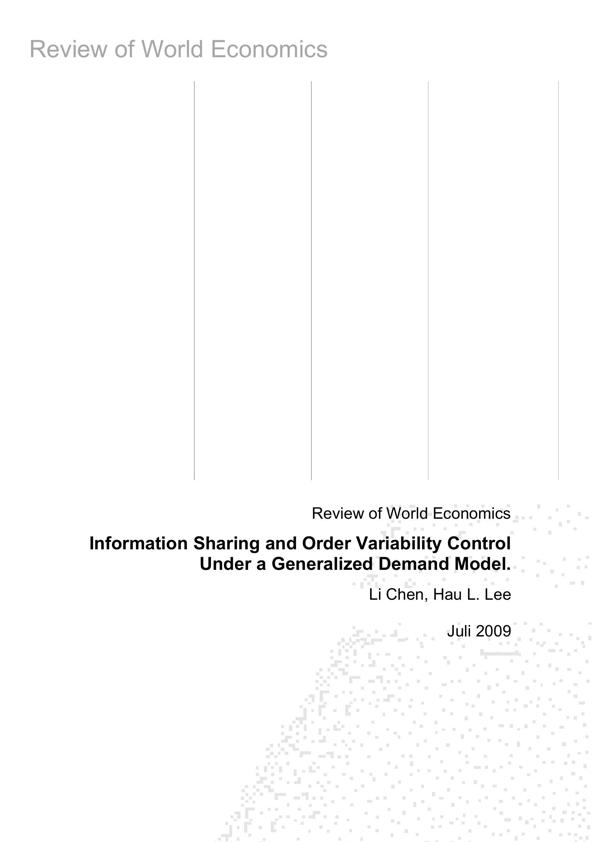 Review of World Economics
Review of World Economics
Information Sharing and Order Variability Control
Under a Generalized Demand Model.
Li Chen, Hau L. Lee
Juli 2009